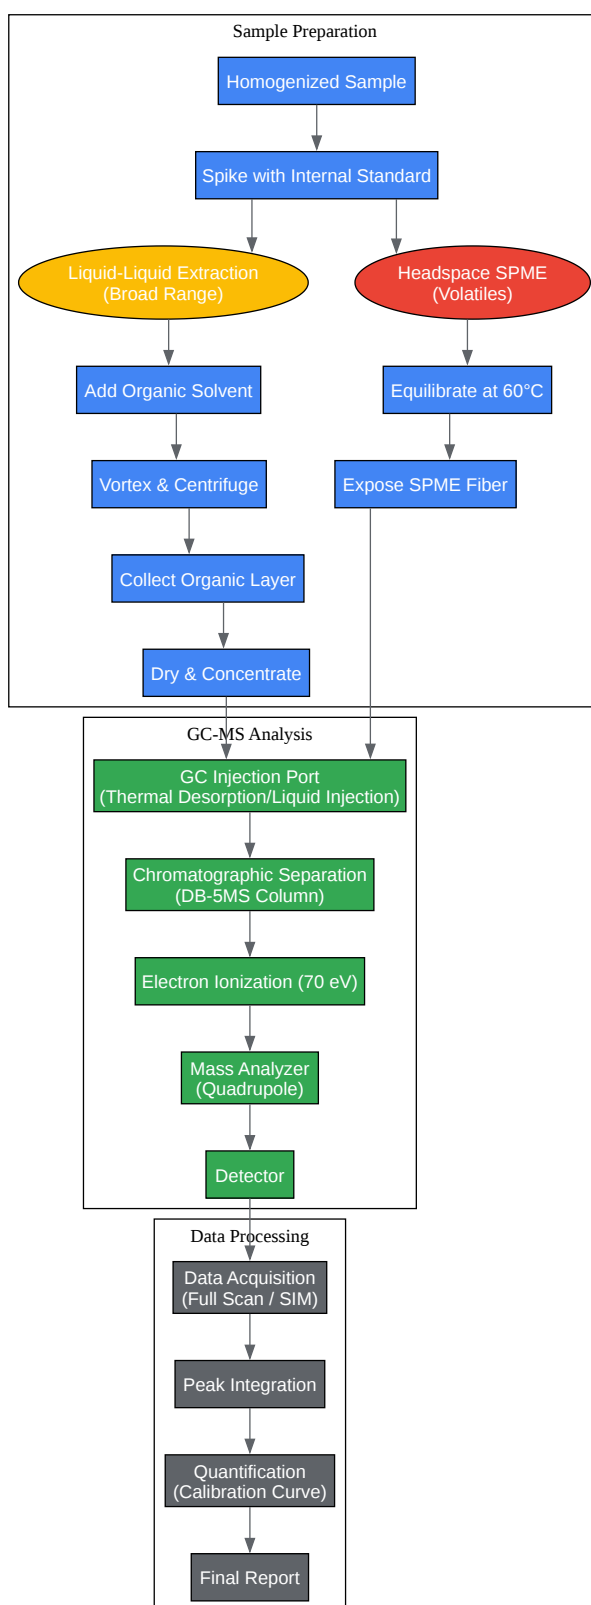 Sample Preparation
Homogenized Sample
Spike with Internal Standard
Liquid-Liquid Extraction
(Broad Range)
Headspace SPME
(Volatiles)
Add Organic Solvent
Equilibrate at 60°C
Vortex & Centrifuge
Expose SPME Fiber
Collect Organic Layer
Dry & Concentrate
GC-MS Analysis
GC Injection Port
(Thermal Desorption/Liquid Injection)
Chromatographic Separation
(DB-5MS Column)
Electron Ionization (70 eV)
Mass Analyzer
(Quadrupole)
Detector
Data Processing
Data Acquisition
(Full Scan / SIM)
Peak Integration
Quantification
(Calibration Curve)
Final Report